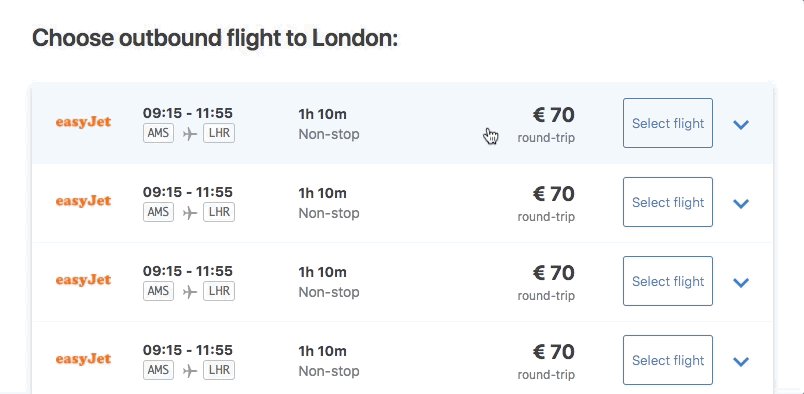 Choose outbound flight to London:
easyJet 09:15 - 11:55 1h 10m € 70 Select flight
AMS LHR Non-stop round-trip
easyJet 09:15 - 11:55 1h 10m € 70 Select flight
AMS LHR Non-stop round-trip
easyJet 09:15 - 11:55 1h 10m € 70 Select flight
AMS LHR Non-stop round-trip
easyJet 09:15 - 11:55 1h 10m € 70 Select flight
AMS LHR Non-stop round-trip